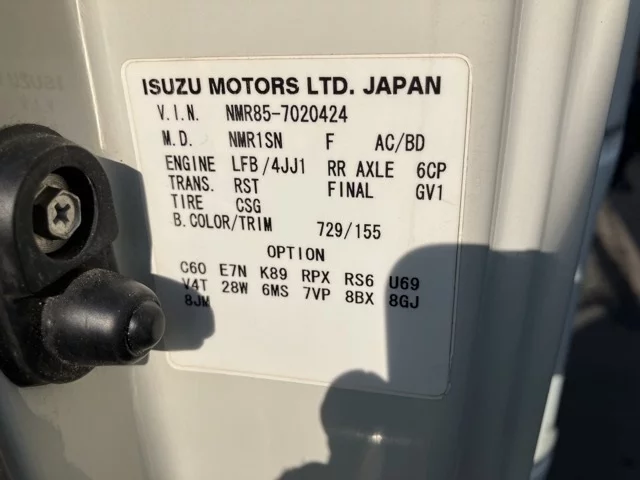 ISUZU MOTORS LTD. JAPAN
V.I.N. NMR85-7020424
M.D. NMR1SN F AC/BD
ENGINE LFB/4JJ1 RR AXLE 6CP
TRANS. RST FINAL GV1
TIRE CSG
B.COLOR/TRIM 729/155
OPTION
C60 E7N K89 RPX RS6 U69
V4T 28W 6MS 7VP 8BX 8GJ
8JM